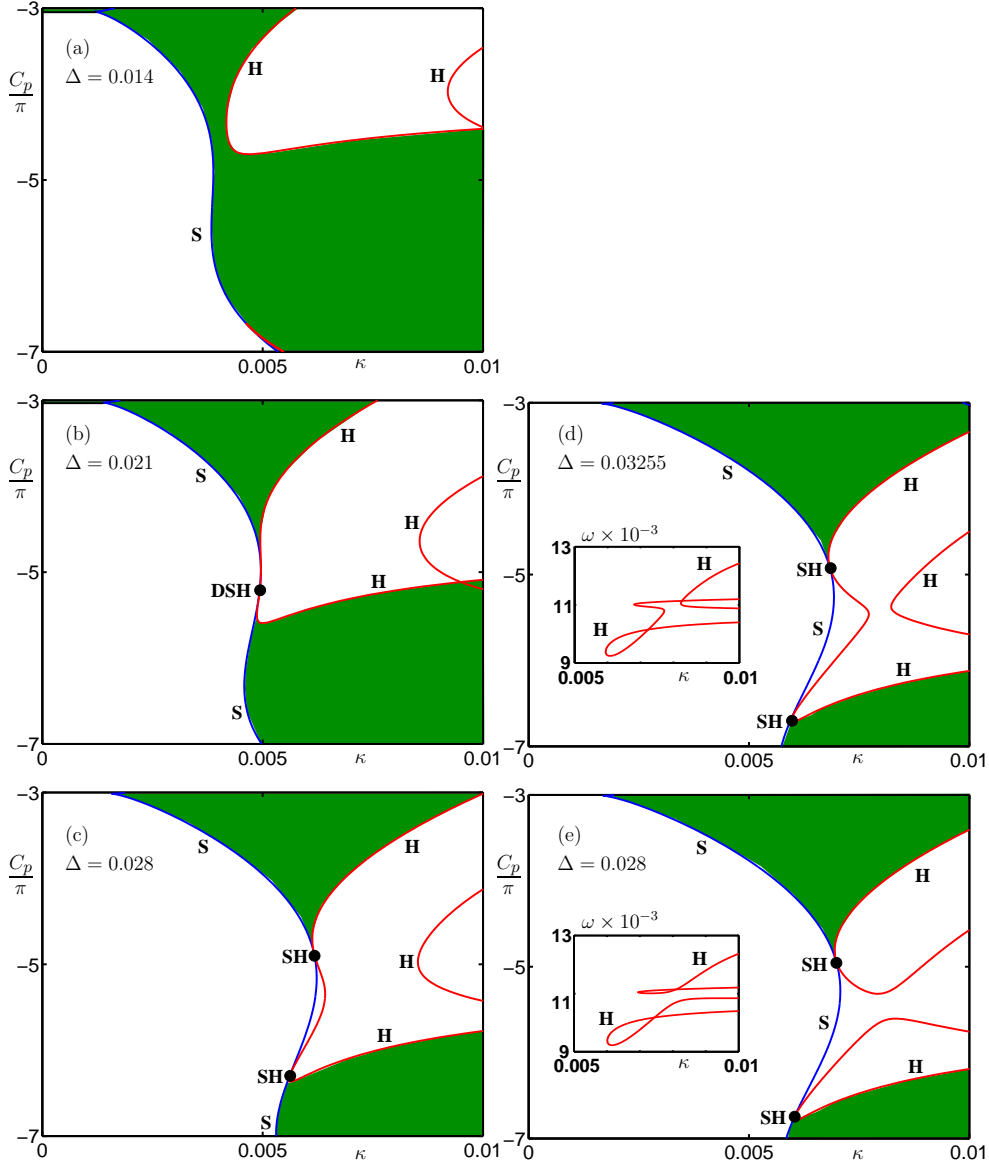 -3
(a)
Δ = 0.014
H
H
C_p/π
-5
S
-7
0
0.005
κ
0.01
-3
(b)
Δ = 0.021
S
H
C_p/π
H
-5
DSH
H
S
-7
0
0.005
κ
0.01
-3
(c)
Δ = 0.028
S
H
C_p/π
-5
SH
H
SH
H
S
-7
0
0.005
κ
0.01
-3
(d)
Δ = 0.03255
S
H
C_p/π
ω × 10⁻³
13
H
11
H
9
0.005
κ
0.01
-5
SH
H
S
H
SH
-7
0
0.005
κ
0.01
-3
(e)
Δ = 0.028
S
H
C_p/π
ω × 10⁻³
13
H
11
H
9
0.005
κ
0.01
-5
SH
S
H
SH
-7
0
0.005
κ
0.01